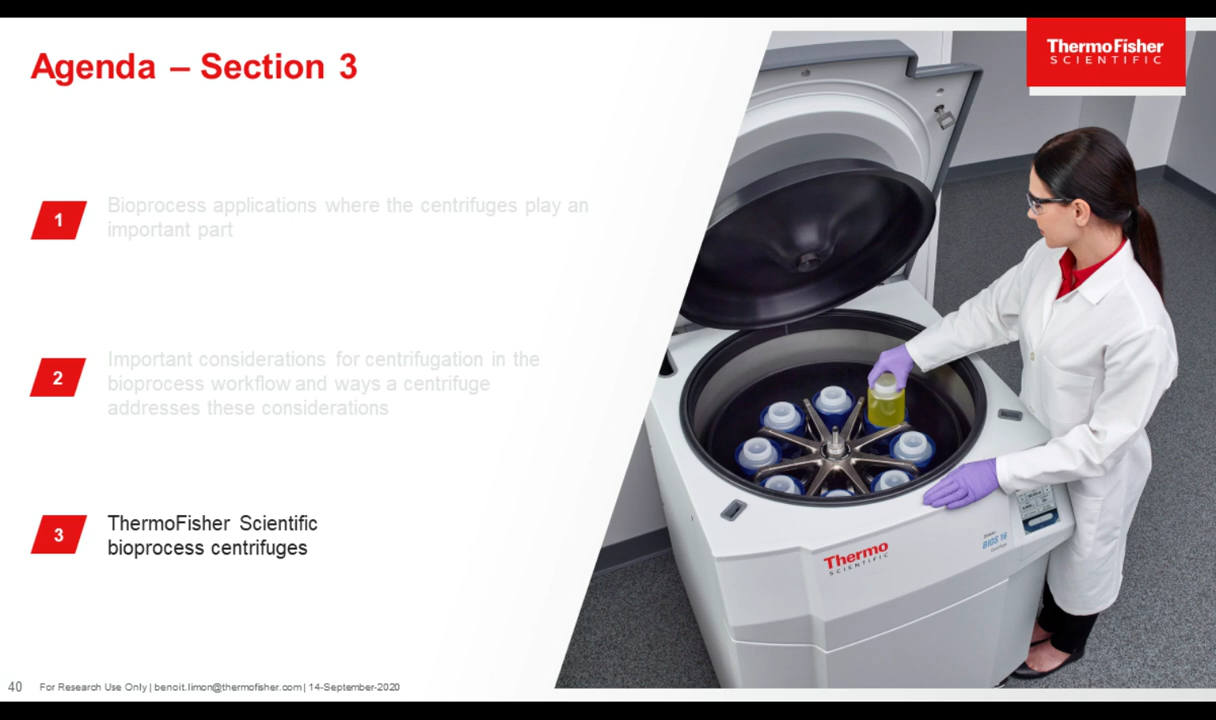 Agenda – Section 3
ThermoFisher
SCIENTIFIC
1
Bioprocess applications where the centrifuges play an
important part
2
Important considerations for centrifugation in the
bioprocess workflow and ways a centrifuge
addresses these considerations
3
ThermoFisher Scientific
bioprocess centrifuges
Thermo
SCIENTIFIC
BIOS 16
40 For Research Use Only | benoit.limon@thermofisher.com | 14-September-2020